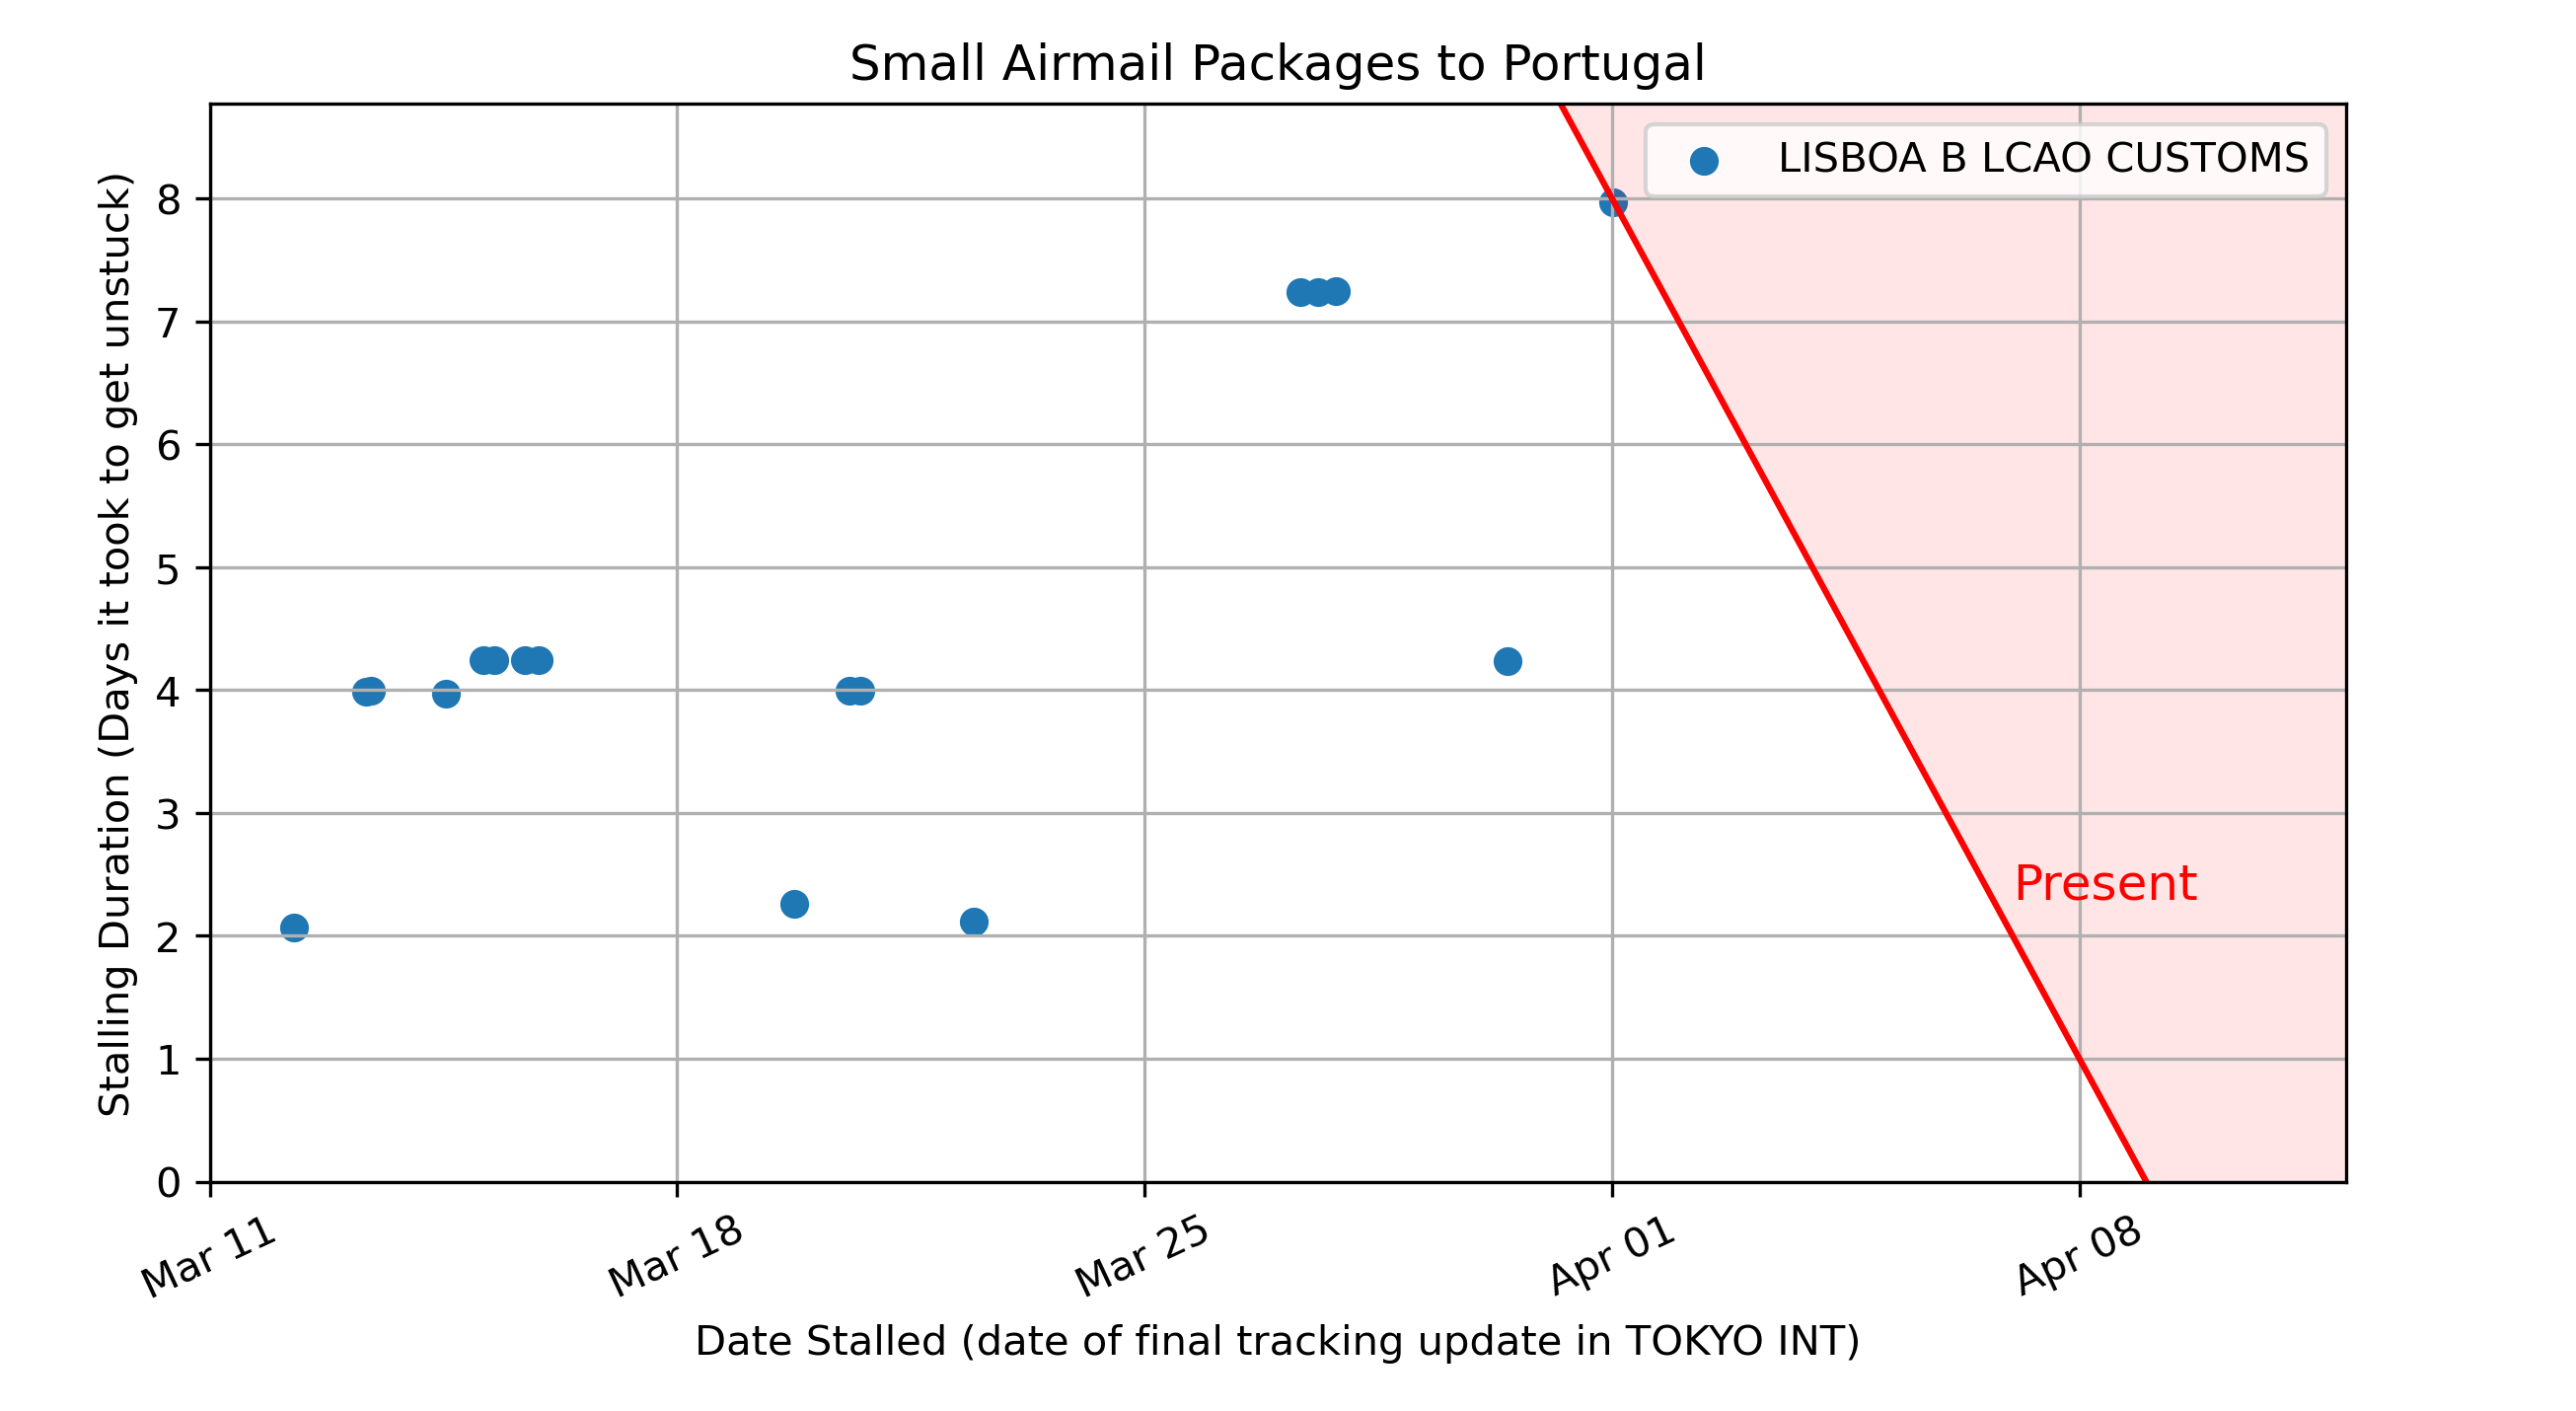 Small Airmail Packages to Portugal
LISBOA B LCAO CUSTOMS
Stalling Duration (Days it took to get unstuck)
8
7
6
5
4
3
2
1
0
Present
Mar 11
Mar 18
Mar 25
Apr 01
Apr 08
Date Stalled (date of final tracking update in TOKYO INT)